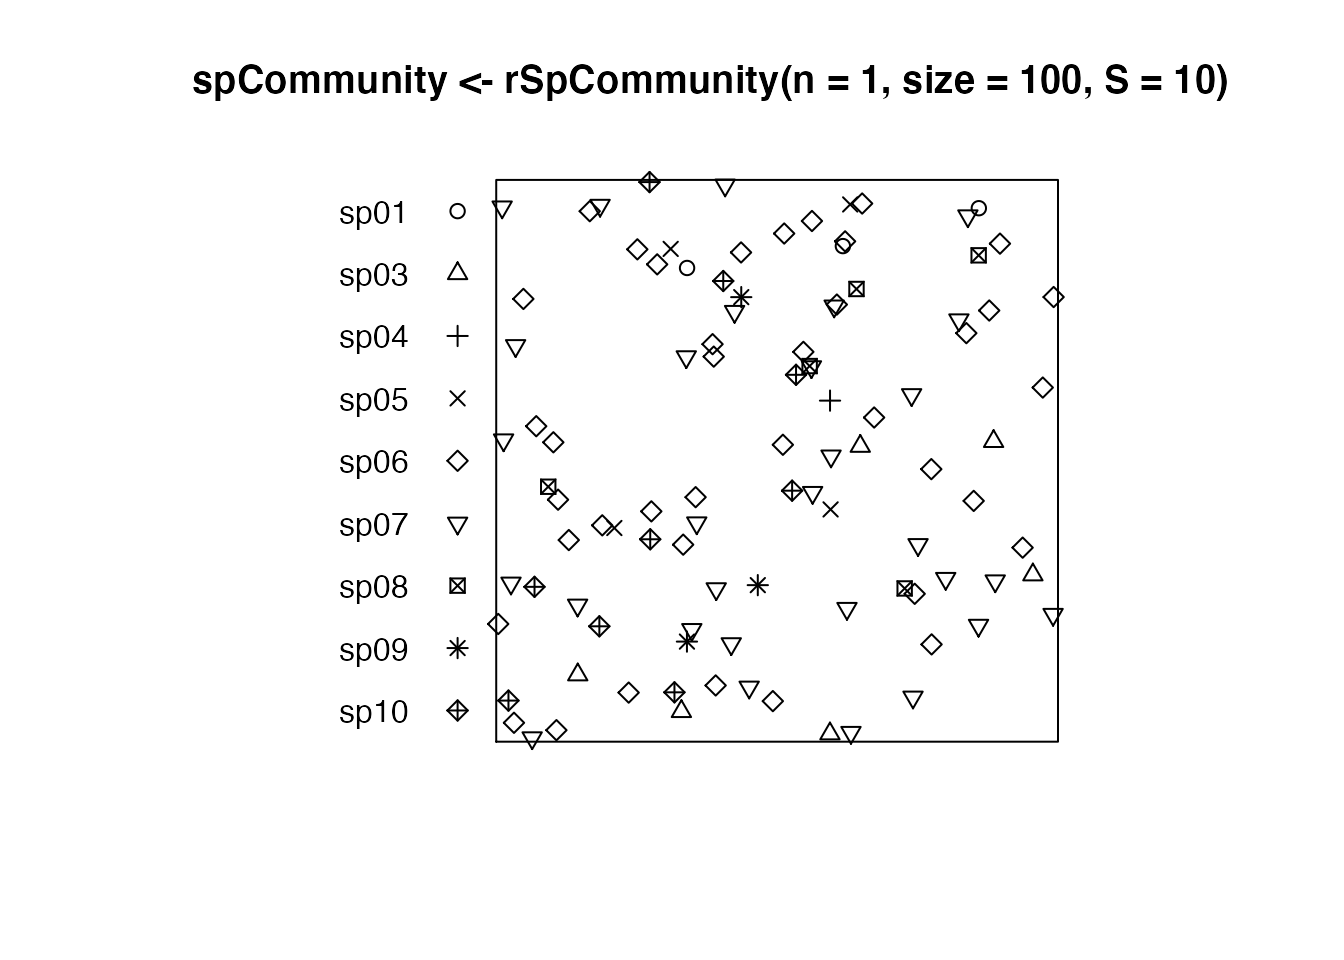 spCommunity <- rSpCommunity(n = 1, size = 100, S = 10)
sp01
sp03
sp04
sp05
sp06
sp07
sp08
sp09
sp10